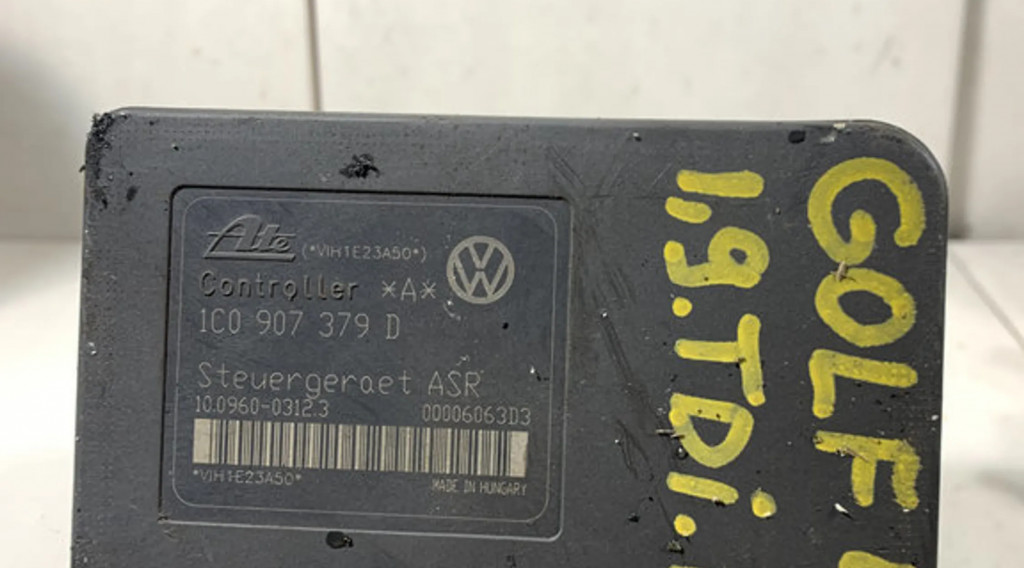 Ate (*VIH1E23A50*)
Controller *A*
1C0 907 379 D
Steuergeraet ASR
10.0960-0312.3 00006063D3
*VIH1E23A50*
MADE IN HUNGARY
GOLF
1,9.TDi.